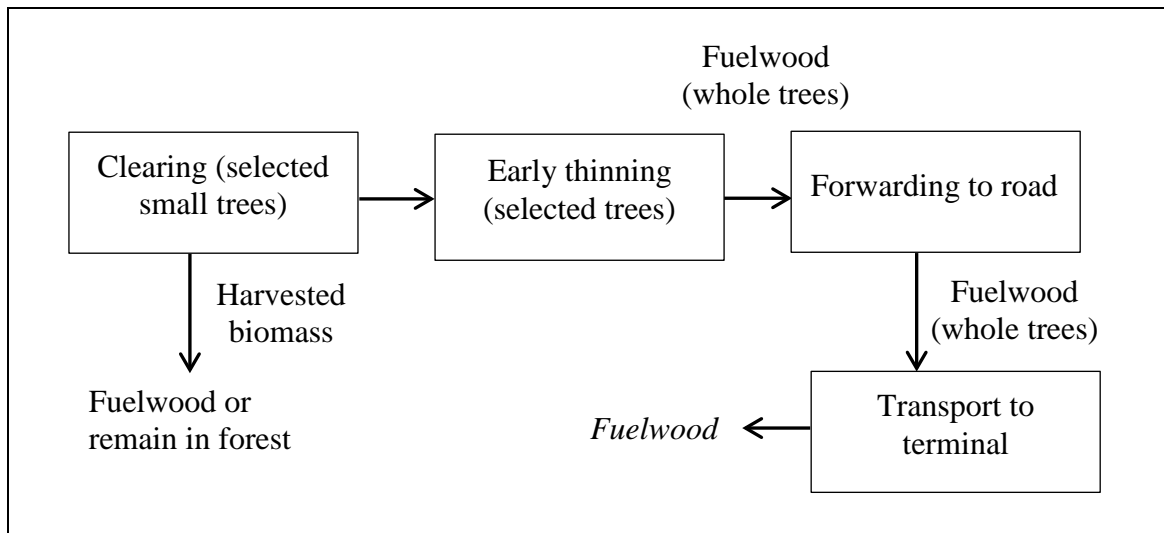 Fuelwood
(whole trees)
Clearing (selected
small trees)
Early thinning
(selected trees)
Forwarding to road
Harvested
biomass
Fuelwood
(whole trees)
Fuelwood or
remain in forest
Fuelwood
Transport to
terminal